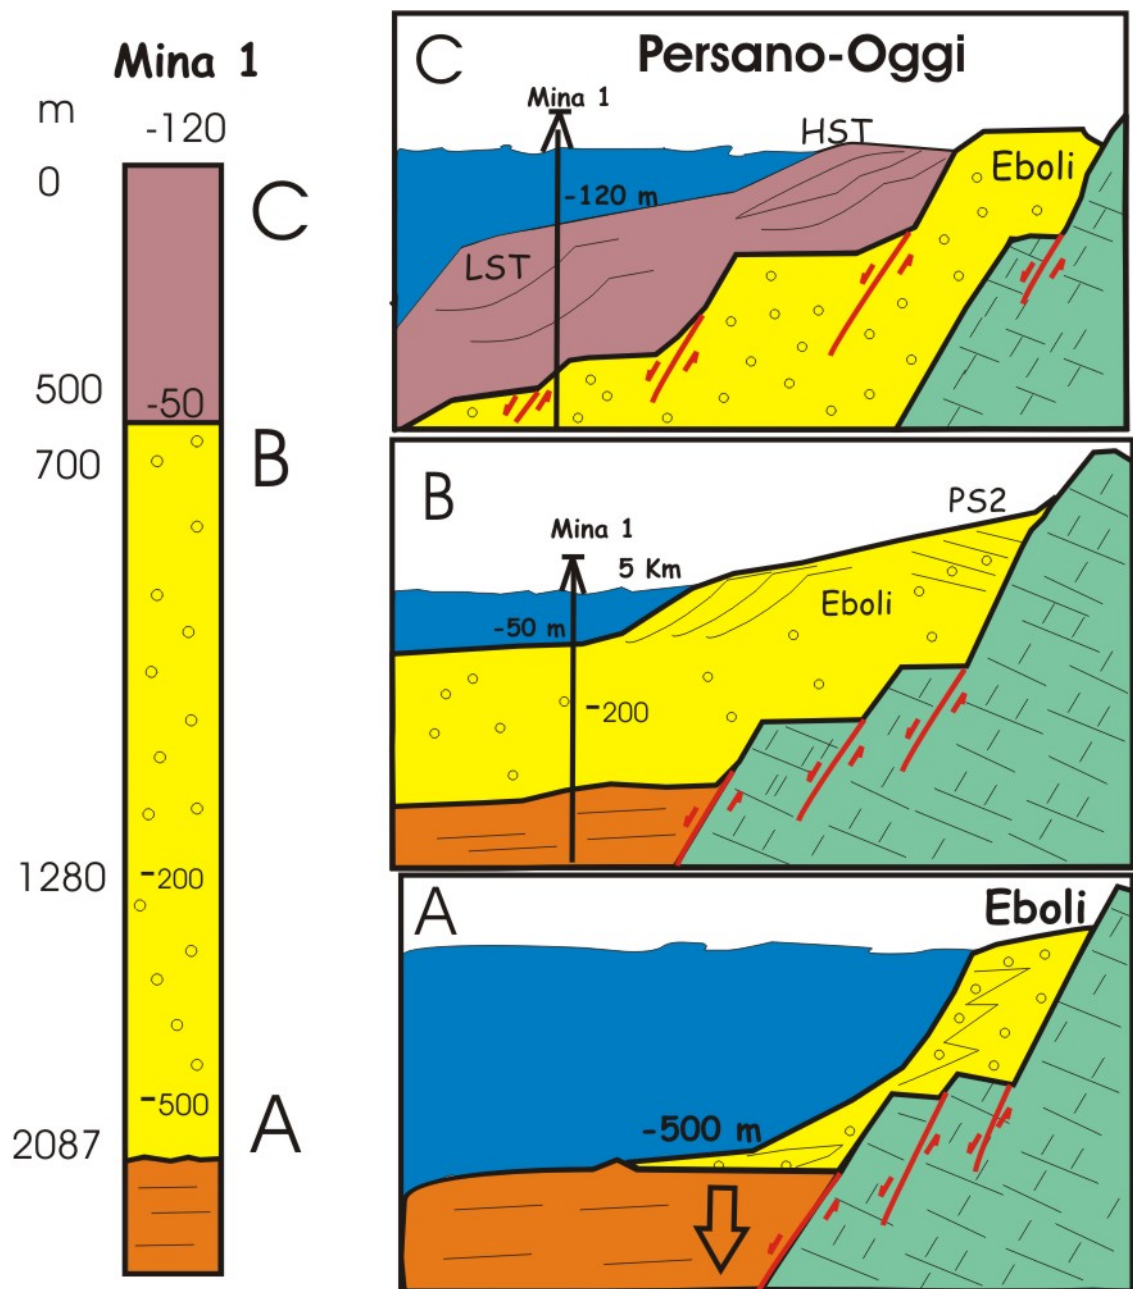 Mina 1
m
-120
0
C
500
-50
700
B
1280
-200
-500
A
2087
C
Persano-Oggi
Mina 1
HST
Eboli
-120 m
LST
B
PS2
Mina 1
5 Km
Eboli
-50 m
-200
A
Eboli
-500 m